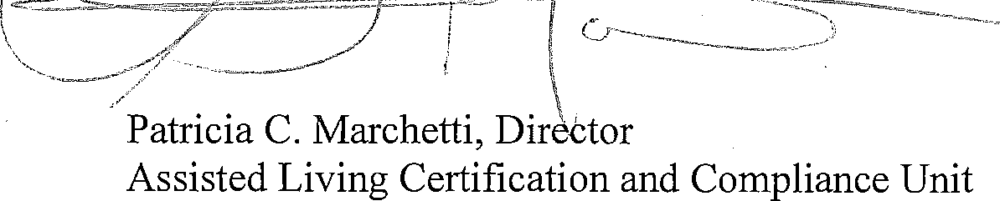 Patricia C. Marchetti, Director
Assisted Living Certification and Compliance Unit